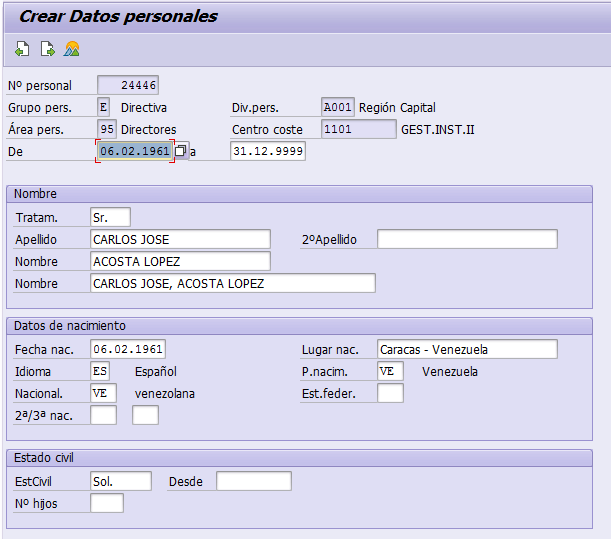 Crear Datos personales
Nº personal 24446
Grupo pers. E Directiva Div.pers. A001 Región Capital
Área pers. 95 Directores Centro coste 1101 GEST.INST.II
De 06.02.1961 a 31.12.9999
Nombre
Tratam. Sr.
Apellido CARLOS JOSE 2ºApellido
Nombre ACOSTA LOPEZ
Nombre CARLOS JOSE, ACOSTA LOPEZ
Datos de nacimiento
Fecha nac. 06.02.1961 Lugar nac. Caracas - Venezuela
Idioma ES Español P.nacim. VE Venezuela
Nacional. VE venezolana Est.feder.
2ª/3ª nac.
Estado civil
EstCivil Sol. Desde
Nº hijos